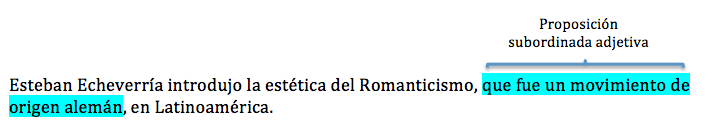 Proposición
subordinada adjetiva
Esteban Echeverría introdujo la estética del Romanticismo, que fue un movimiento de
origen alemán, en Latinoamérica.